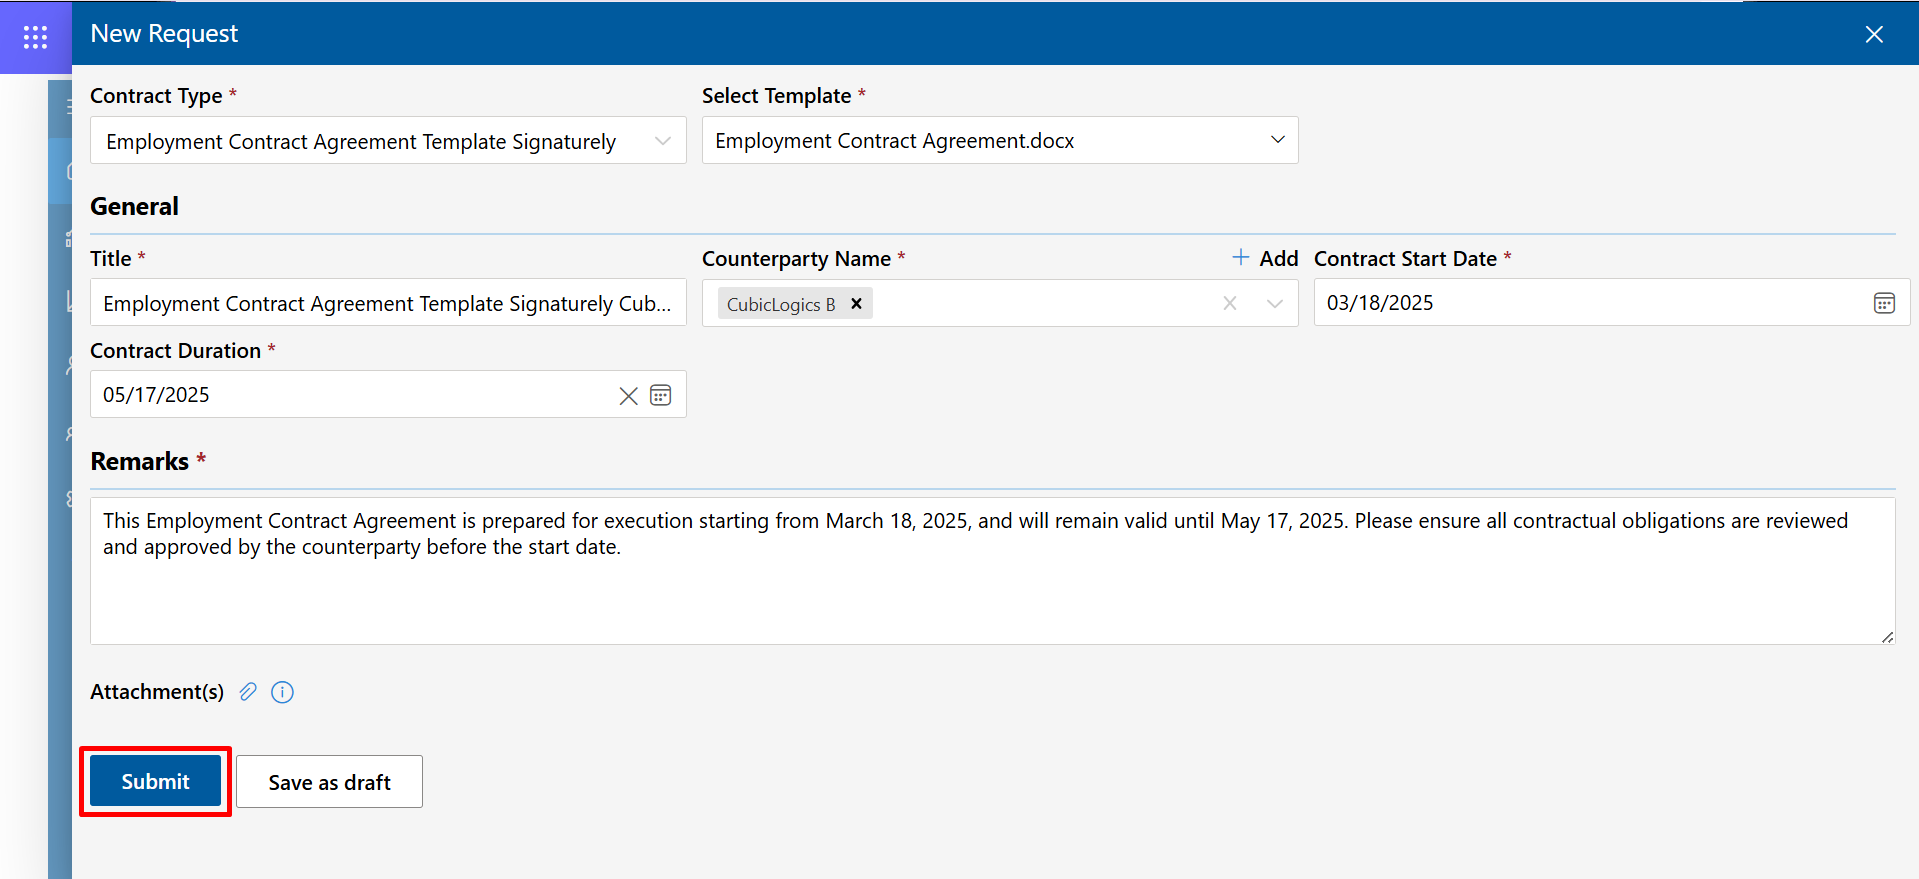 New Request
Contract Type *
Select Template *
Employment Contract Agreement Template Signaturely
Employment Contract Agreement.docx
General
Title *
Counterparty Name *
+ Add
Contract Start Date *
Employment Contract Agreement Template Signaturely Cub...
CubicLogics B
03/18/2025
Contract Duration *
05/17/2025
Remarks *
This Employment Contract Agreement is prepared for execution starting from March 18, 2025, and will remain valid until May 17, 2025. Please ensure all contractual obligations are reviewed
and approved by the counterparty before the start date.
Attachment(s)
Submit
Save as draft